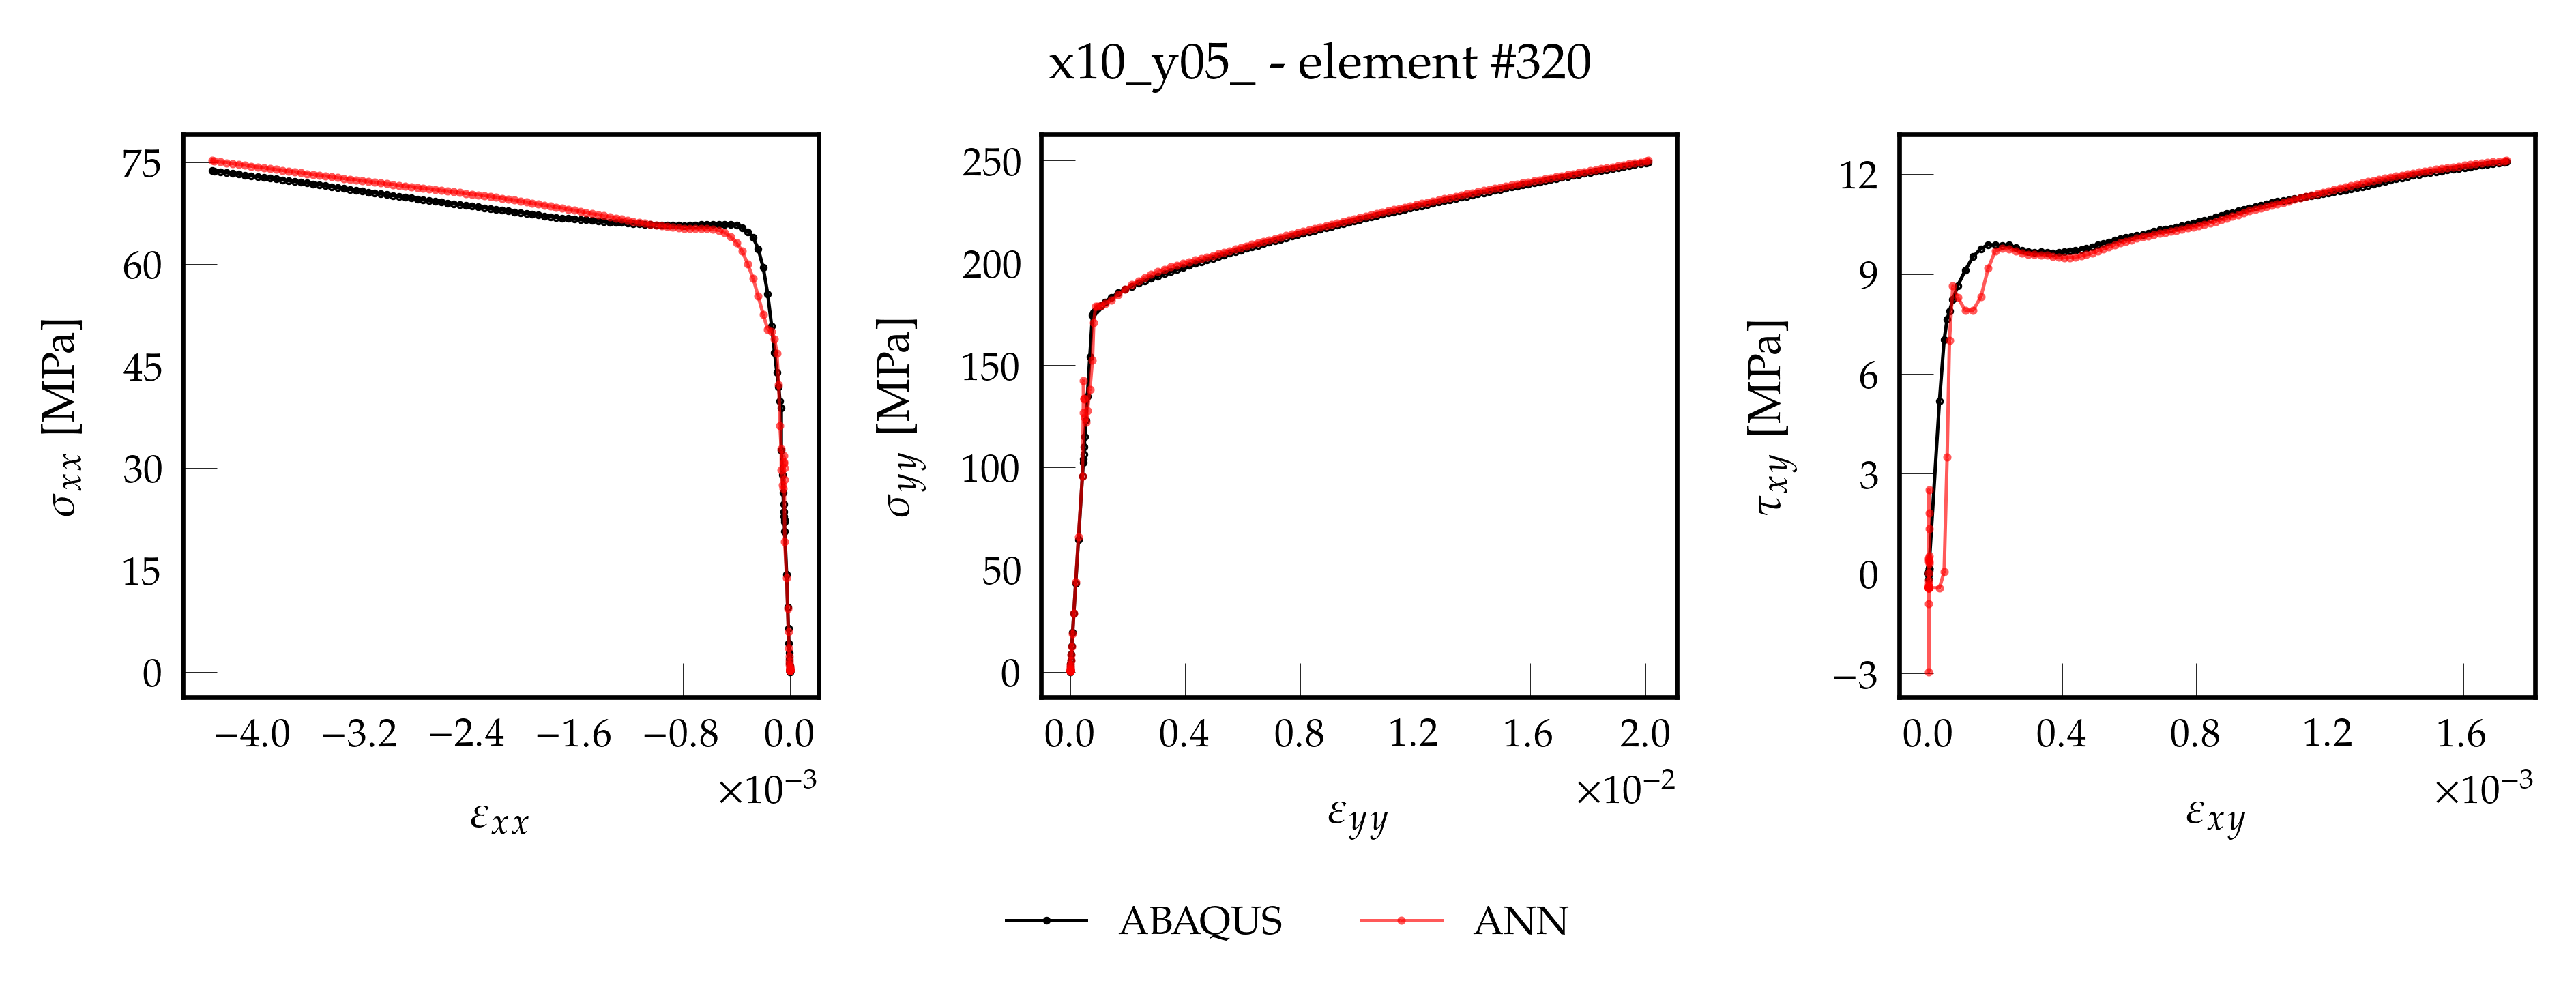 x10_y05_ - element #320
σxx [MPa]
75
60
45
30
15
0
−4.0 −3.2 −2.4 −1.6 −0.8 0.0
×10−3
εxx
σyy [MPa]
250
200
150
100
50
0
0.0 0.4 0.8 1.2 1.6 2.0
×10−2
εyy
τxy [MPa]
12
9
6
3
0
−3
0.0 0.4 0.8 1.2 1.6
×10−3
εxy
ABAQUS ANN